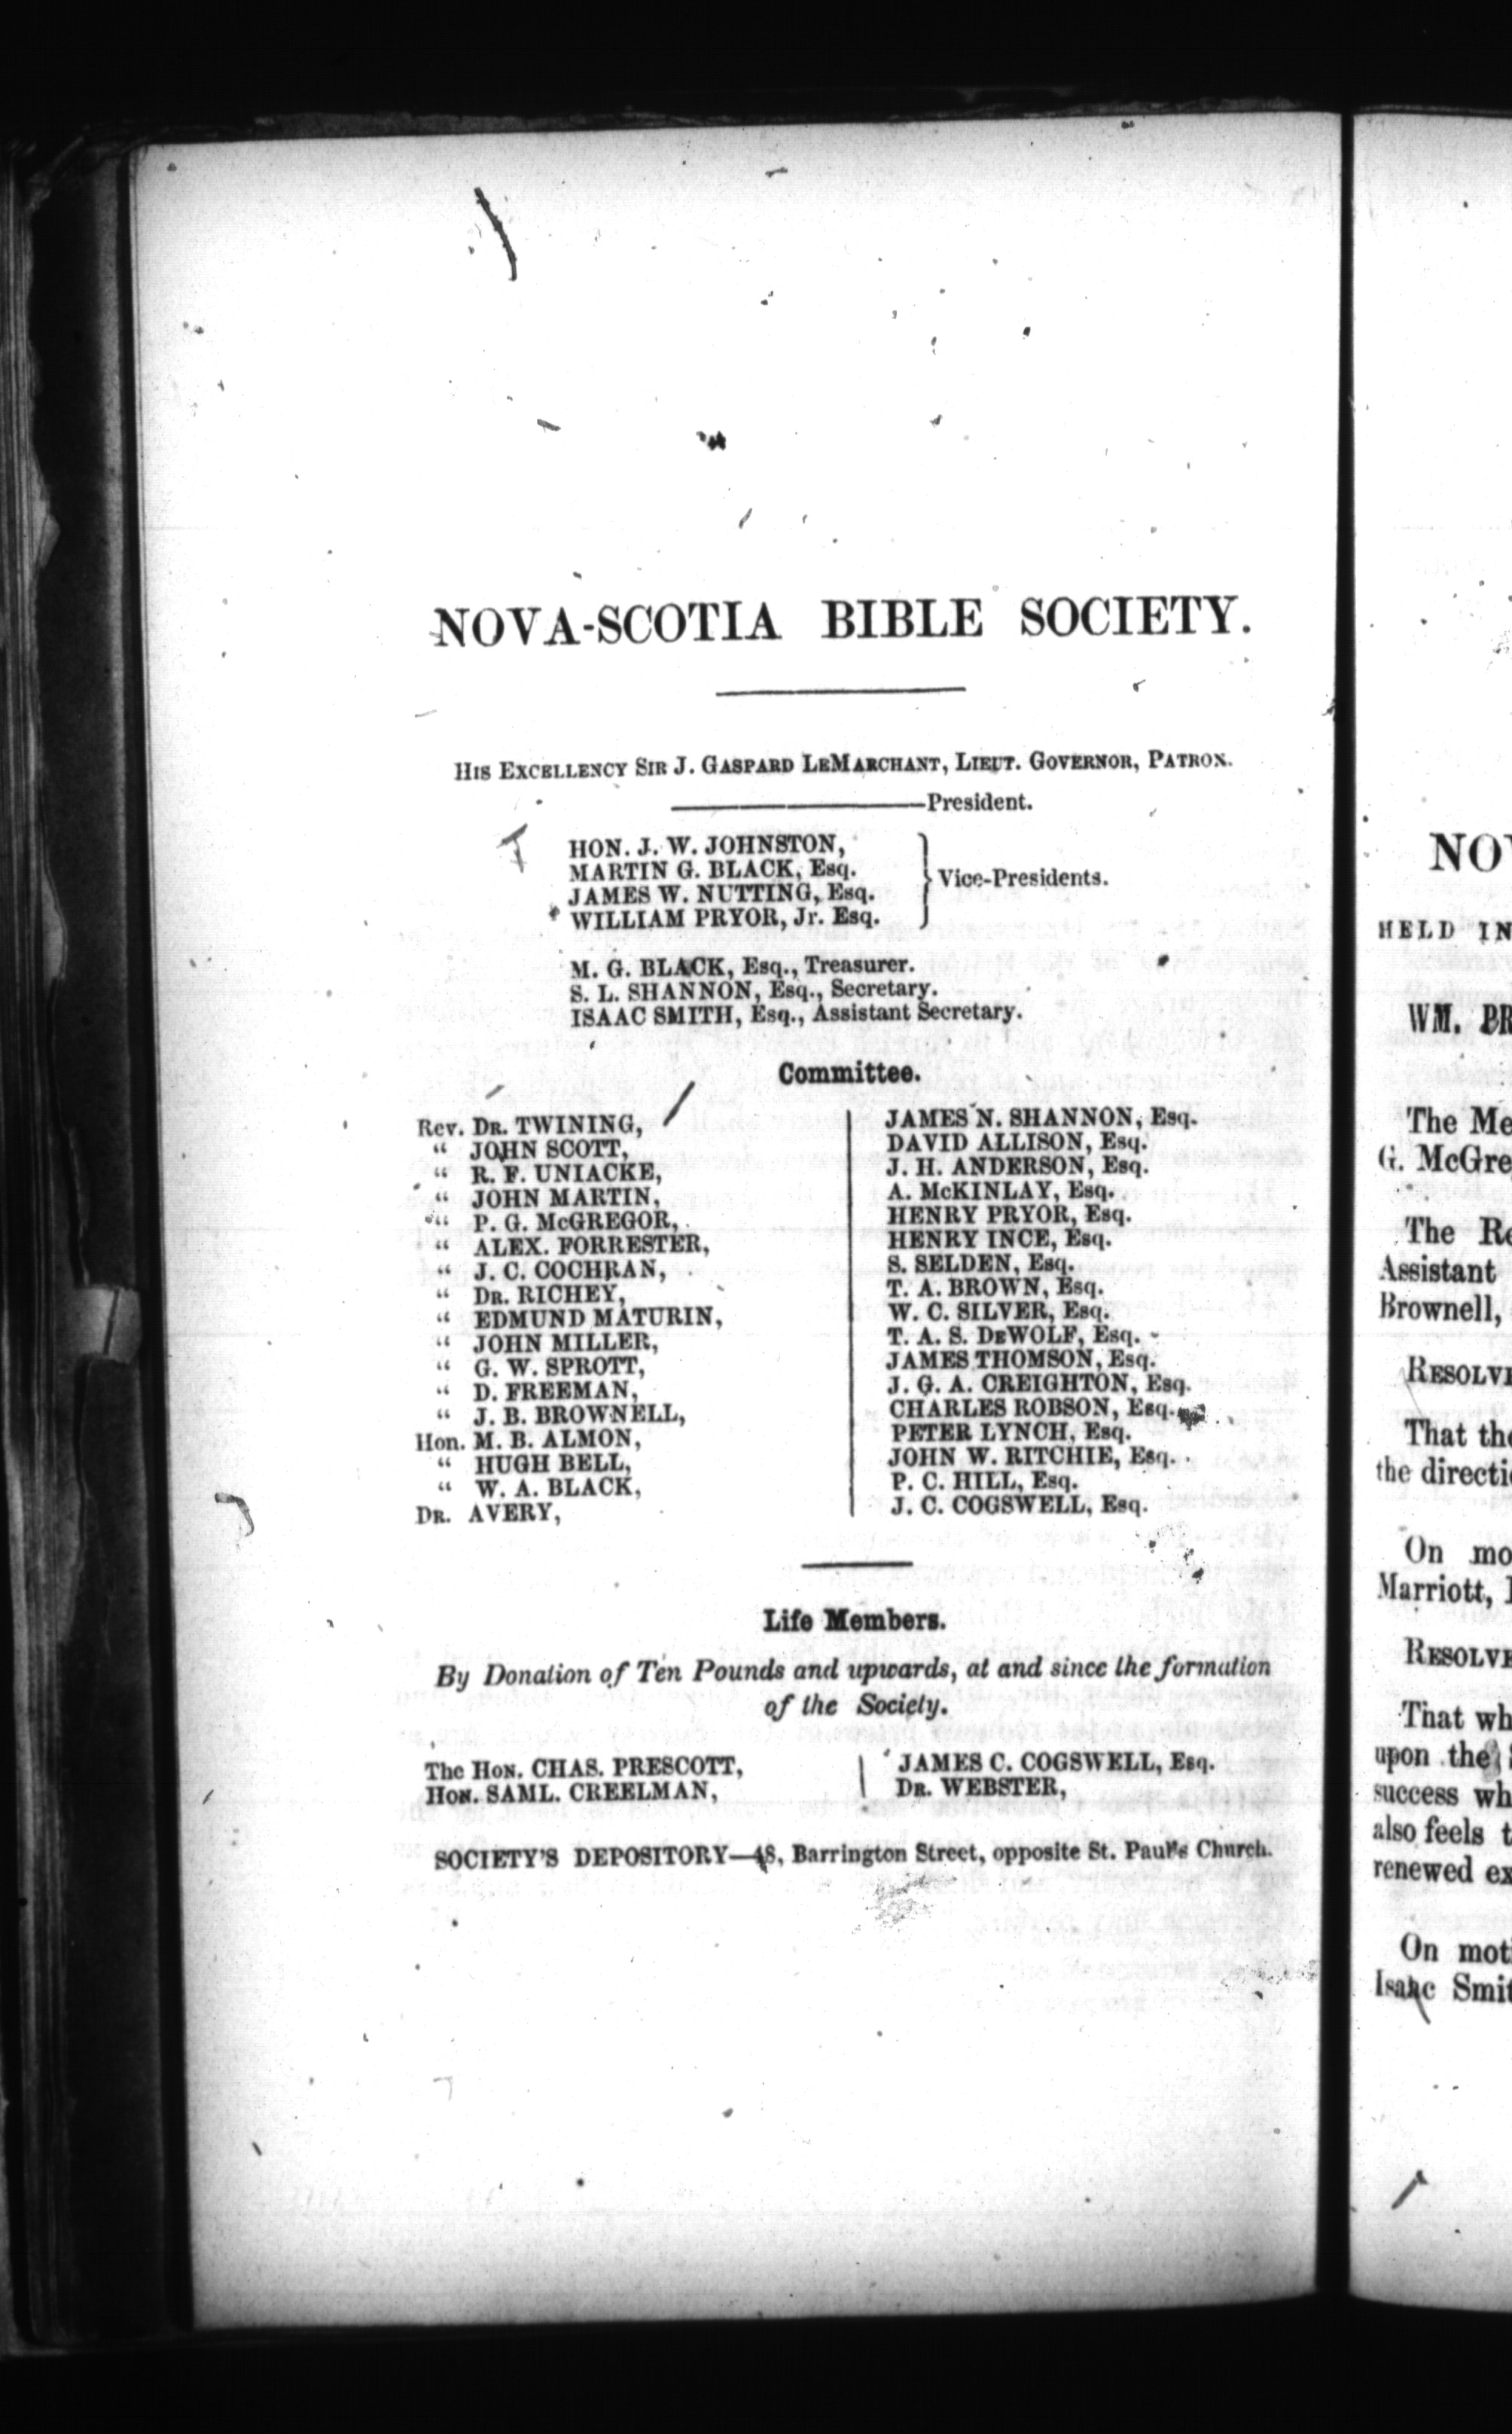 NOVA-SCOTIA BIBLE SOCIETY.
HIS EXCELLENCY SIR J. GASPARD LEMARCHANT, LIEUT. GOVERNOR, PATRON.
—————President.
HON. J. W. JOHNSTON,
MARTIN G. BLACK, Esq.
JAMES W. NUTTING, Esq.
WILLIAM PRYOR, Jr. Esq.
} Vice-Presidents.
M. G. BLACK, Esq., Treasurer.
S. L. SHANNON, Esq., Secretary.
ISAAC SMITH, Esq., Assistant Secretary.
Committee.
Rev. DR. TWINING,
“ JOHN SCOTT,
“ R. F. UNIACKE,
“ JOHN MARTIN,
“ P. G. McGREGOR,
“ ALEX. FORRESTER,
“ J. C. COCHRAN,
“ DR. RICHEY,
“ EDMUND MATURIN,
“ JOHN MILLER,
“ G. W. SPROTT,
“ D. FREEMAN,
“ J. B. BROWNELL,
Hon. M. B. ALMON,
“ HUGH BELL,
“ W. A. BLACK,
DR. AVERY,
JAMES N. SHANNON, Esq.
DAVID ALLISON, Esq.
J. H. ANDERSON, Esq.
A. McKINLAY, Esq.
HENRY PRYOR, Esq.
HENRY INCE, Esq.
S. SELDEN, Esq.
T. A. BROWN, Esq.
W. C. SILVER, Esq.
T. A. S. DEWOLF, Esq.
JAMES THOMSON, Esq.
J. G. A. CREIGHTON, Esq.
CHARLES ROBSON, Esq.
PETER LYNCH, Esq.
JOHN W. RITCHIE, Esq.
P. C. HILL, Esq.
J. C. COGSWELL, Esq.
Life Members.
By Donation of Ten Pounds and upwards, at and since the formation
of the Society.
The HON. CHAS. PRESCOTT,
HON. SAML. CREELMAN,
JAMES C. COGSWELL, Esq.
DR. WEBSTER,
SOCIETY'S DEPOSITORY—48, Barrington Street, opposite St. Paul's Church.
NOV
HELD IN
WM. PR
The Me
G. McGre
The Re
Assistant
Brownell,
RESOLVE
That the
the directi
On mo
Marriott,
RESOLVE
That wh
upon the
success wh
also feels t
renewed ex
On mot
Isaac Smit